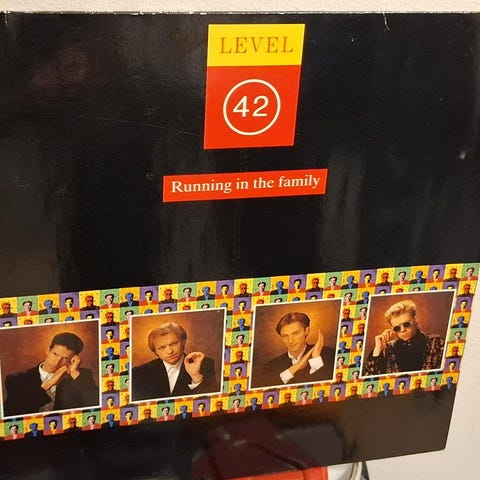 LEVEL
42
Running in the family